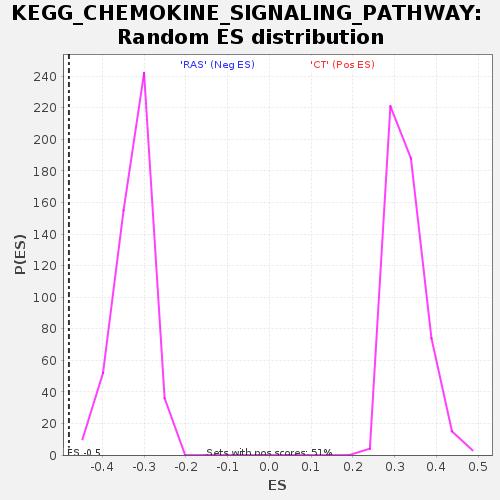 KEGG_CHEMOKINE_SIGNALING_PATHWAY:
Random ES distribution
'RAS' (Neg ES) 'CT' (Pos ES)
240
220
200
180
160
140
120
100
80
60
40
20
0
P(ES)
ES -0.5 Sets with pos scores: 51%
-0.4 -0.3 -0.2 -0.1 0.0 0.1 0.2 0.3 0.4 0.5
ES